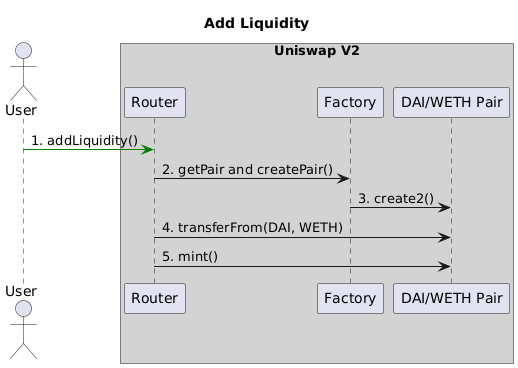 Add Liquidity
Uniswap V2
User
Router
Factory
DAI/WETH Pair
1. addLiquidity()
2. getPair and createPair()
3. create2()
4. transferFrom(DAI, WETH)
5. mint()
User
Router
Factory
DAI/WETH Pair